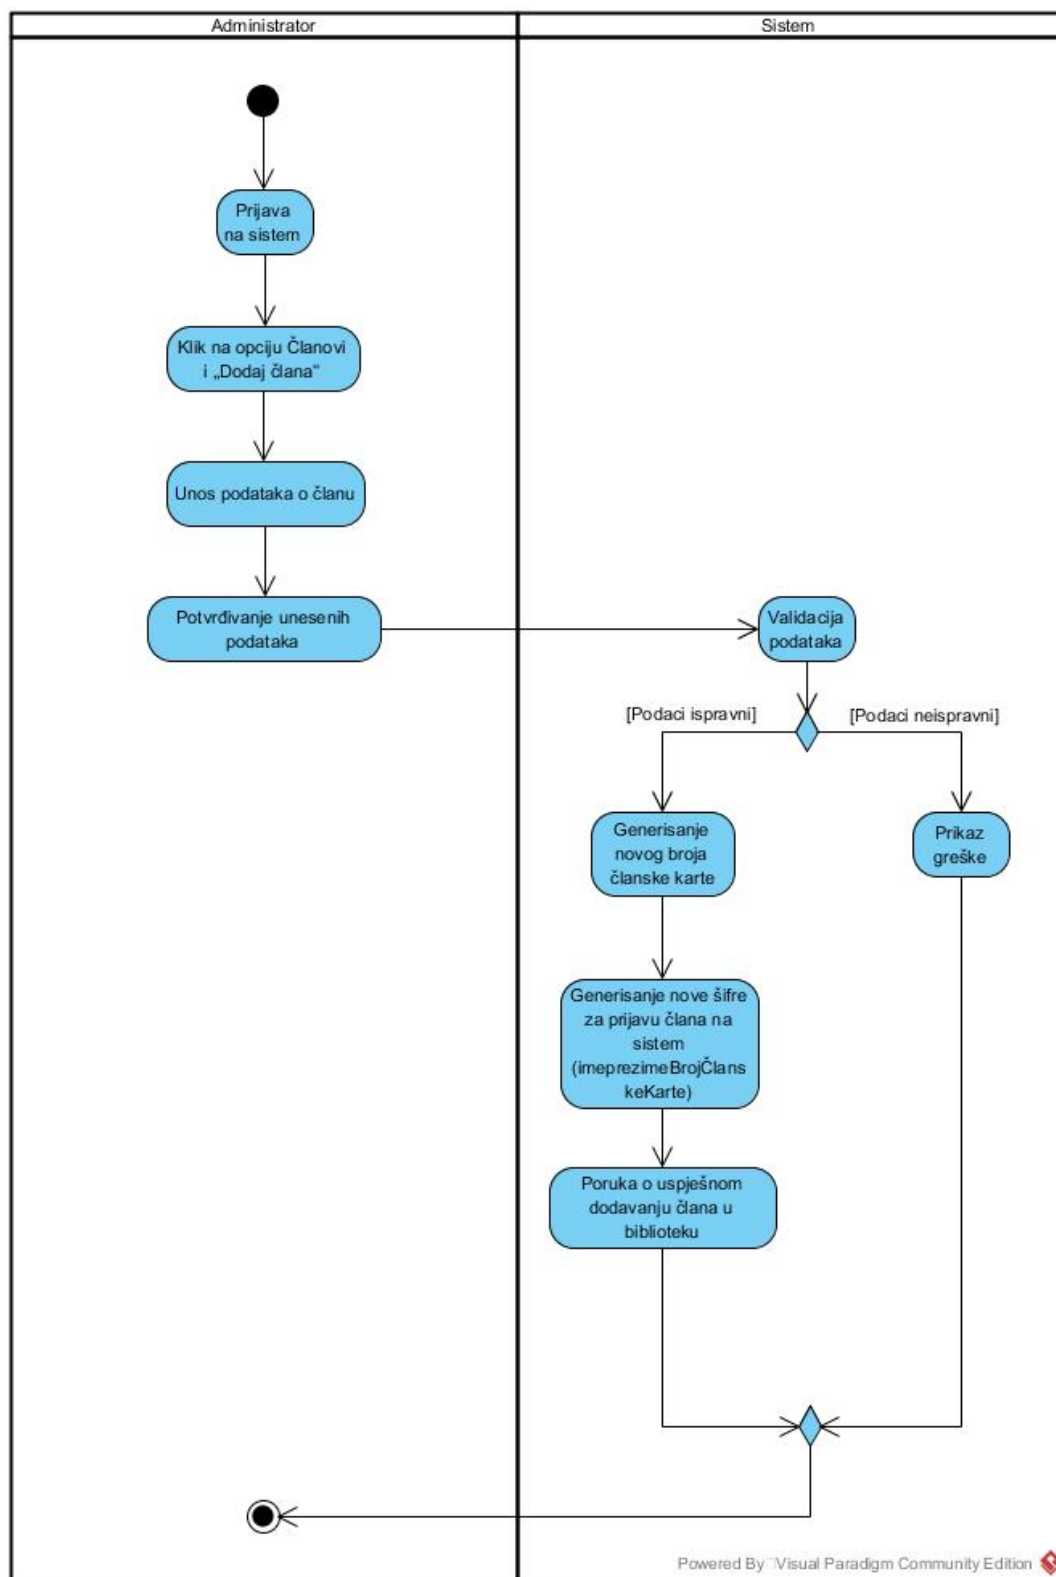 Administrator
Sistem
Prijava
na sistem
Klik na opciju Članovi
i „Dodaj člana“
Unos podataka o članu
Potvrđivanje unesenih
podataka
Validacija
podataka
[Podaci ispravni]
[Podaci neispravni]
Generisanje
novog broja
članske karte
Prikaz
greške
Generisanje nove šifre
za prijavu člana na
sistem
(imeprezimeBrojČlans
keKarte)
Poruka o uspješnom
dodavanju člana u
biblioteku
Powered By Visual Paradigm Community Edition